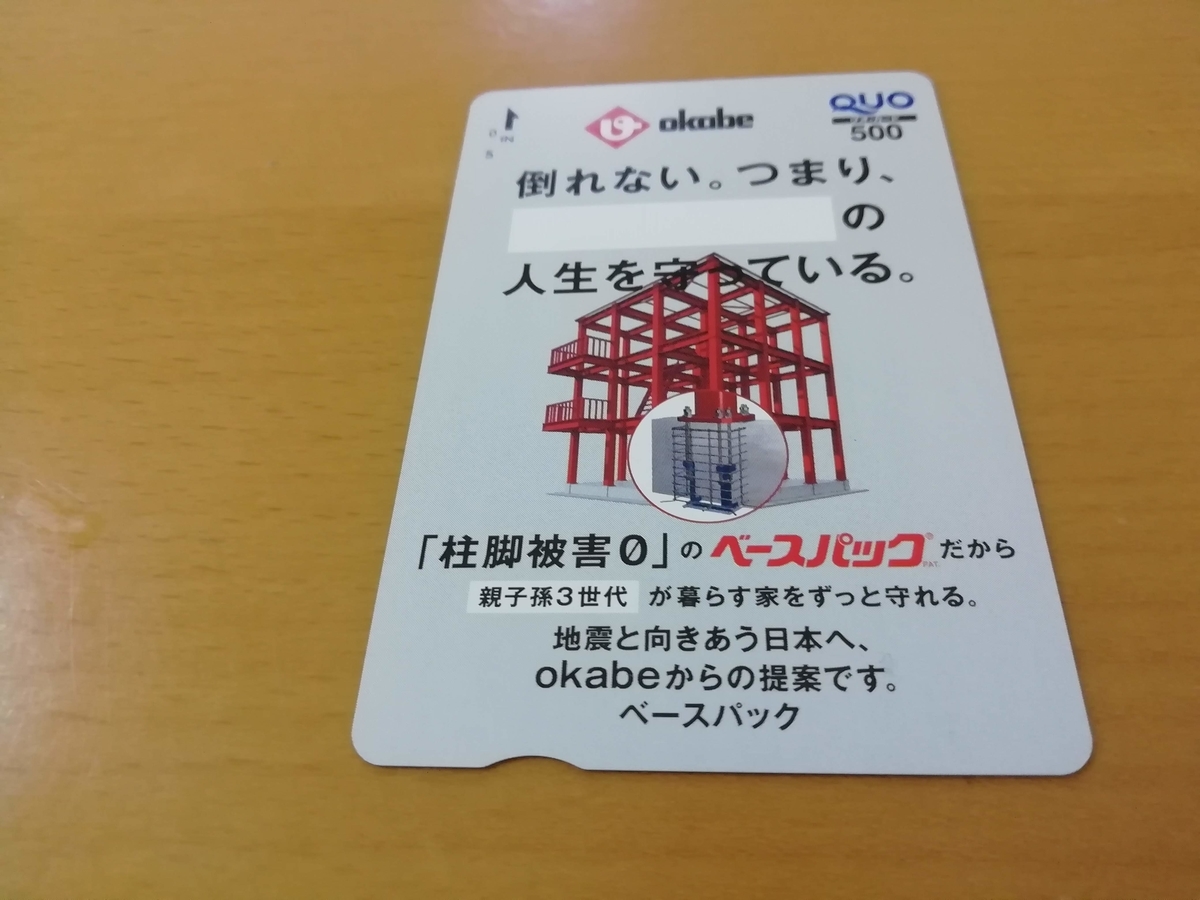 okabe
QUO
500
IN
0
5
倒れない。つまり、
の
人生を守っている。
「柱脚被害0」のベースパックだから
親子孫3世代 が暮らす家をずっと守れる。
地震と向きあう日本へ、
okabeからの提案です。
ベースパック